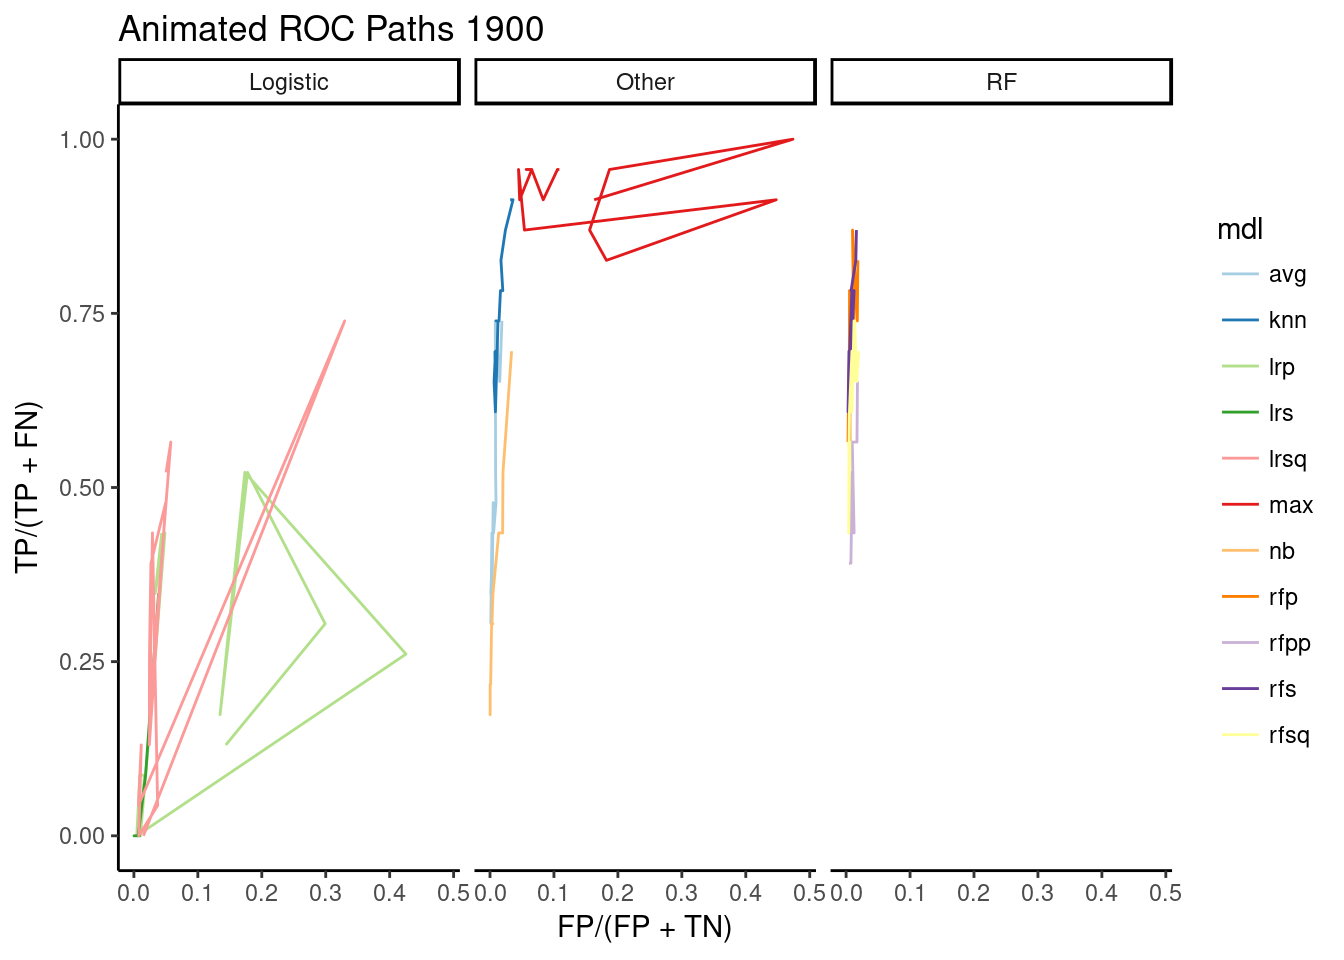 Animated ROC Paths 1900
Logistic
Other
RF
TP/(TP + FN)
1.00
0.75
0.50
0.25
0.00
0.0 0.1 0.2 0.3 0.4 0.5
0.0 0.1 0.2 0.3 0.4 0.5
0.0 0.1 0.2 0.3 0.4 0.5
FP/(FP + TN)
mdl
avg
knn
lrp
lrs
lrsq
max
nb
rfp
rfpp
rfs
rfsq